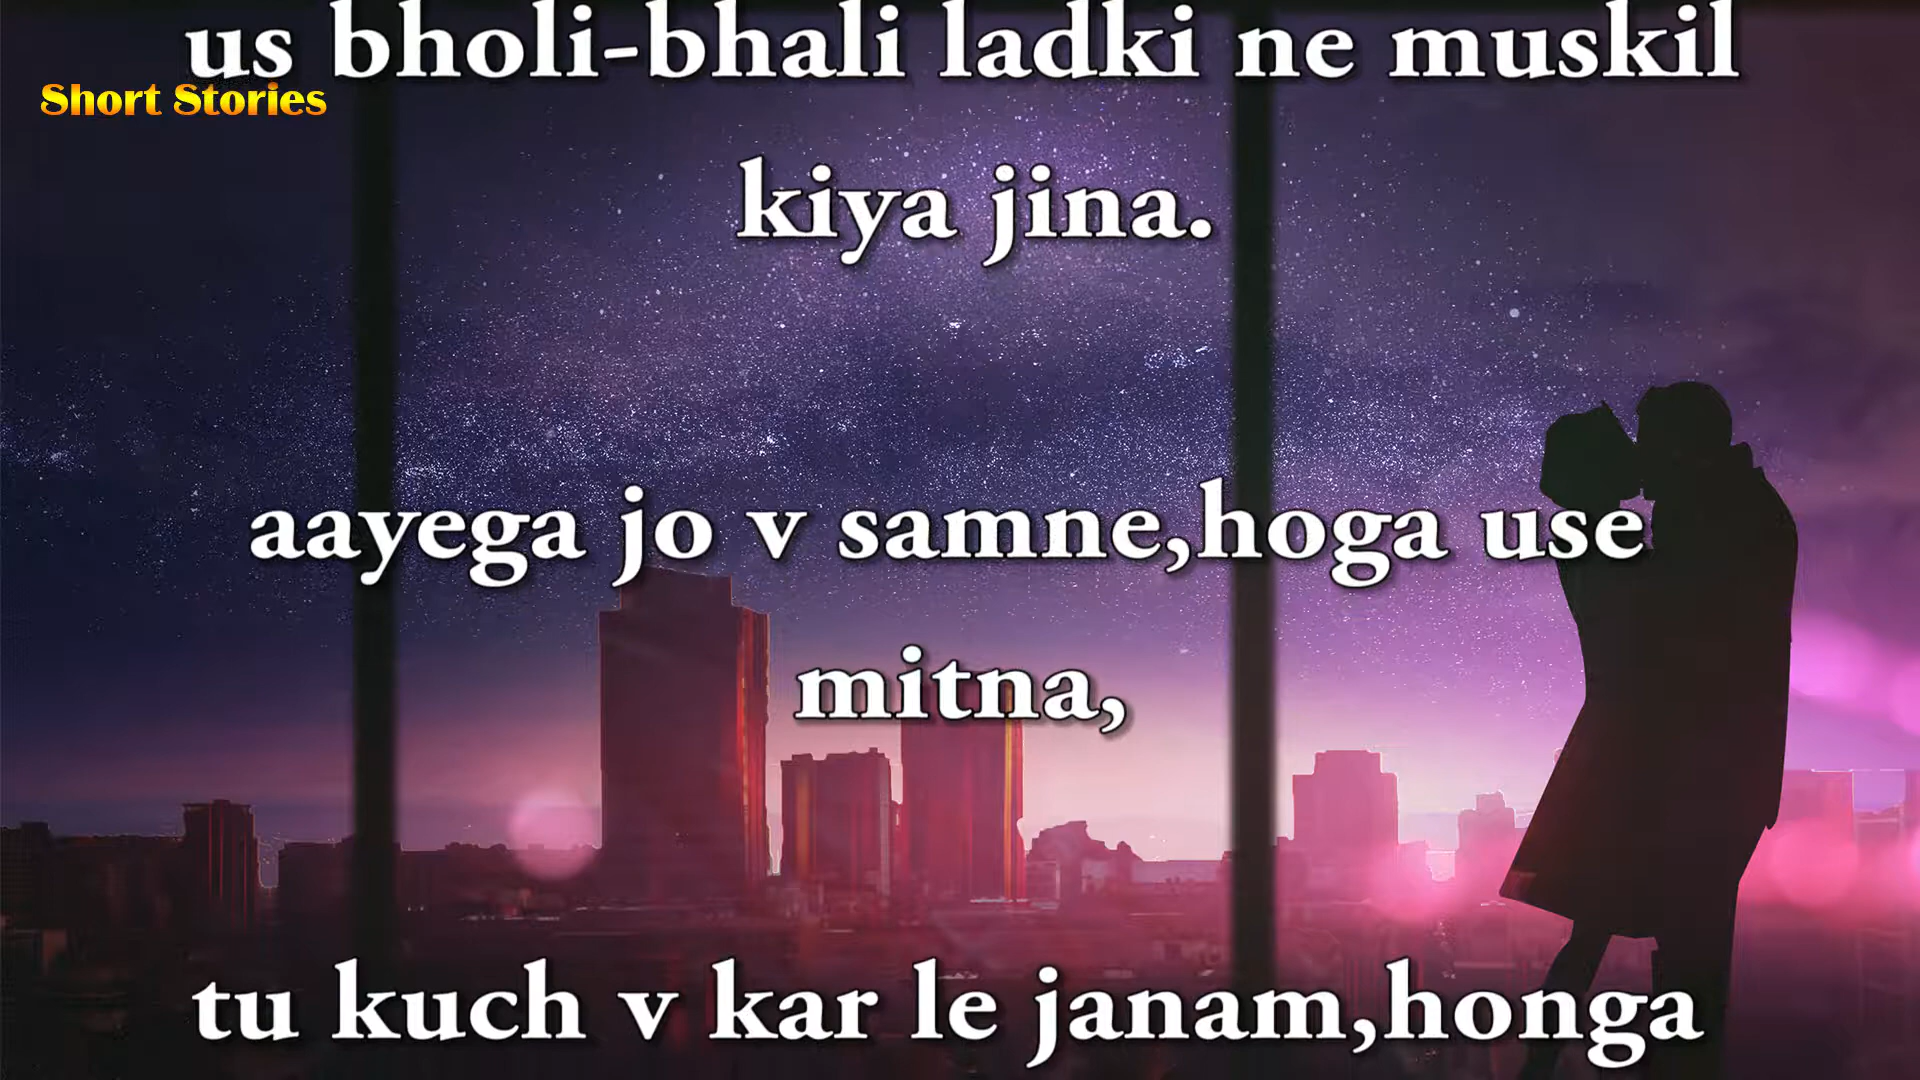 us bholi-bhali ladki ne muskil
Short Stories
kiya jina.
aayega jo v samne,hoga use
mitna,
tu kuch v kar le janam,honga